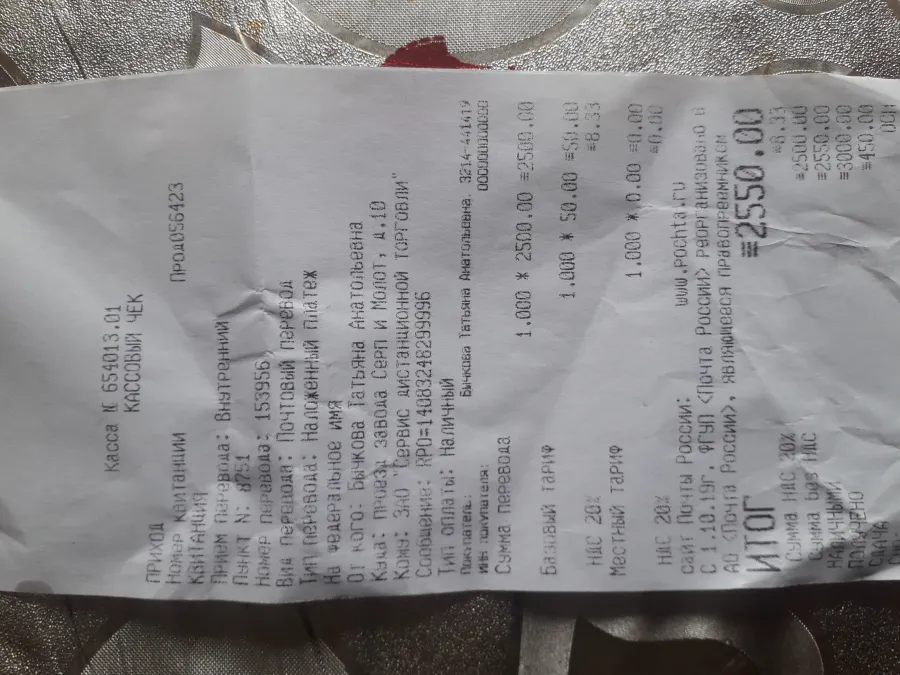 Касса N 654013.01
КАССОВЫЙ ЧЕК
ПРИХОД
Номер квитанции Прод056423
КВИТАНЦИЯ
Прием перевода: Внутренний
Пункт N: 8751
Номер перевода: 153956
Вид перевода: Почтовый перевод
Тип перевода: Наложенный платеж
На федеральное имя
От кого: Бычкова Татьяна Анатольевна
Куда: проезд завода Серп и Молот, д.10
Кому: ЗАО "Сервис дистанционной торговли"
Сообщение: RPO=14083248299996
Тип оплаты: Наличный
Покупатель: Бычкова Татьяна Анатольевна, 3214-441419
ИНН покупателя: 000000000000
Сумма перевода
1.000 * 2500.00 ≡2500.00
Базовый тариф
1.000 * 50.00 ≡50.00
НДС 20% ≡8.33
Местный тариф
1.000 * 0.00 ≡0.00
НДС 20% ≡0.00
Сайт Почты России: www.pochta.ru
С 1.10.19г. ФГУП <Почта России> реорганизовано в
АО <Почта России>, являющееся правопреемником
ИТОГ ≡2550.00
Сумма НДС 20% ≡8.33
Сумма без НДС ≡2500.00
НАЛИЧНЫМИ ≡2550.00
ПОЛУЧЕНО ≡3000.00
СДАЧА ≡450.00